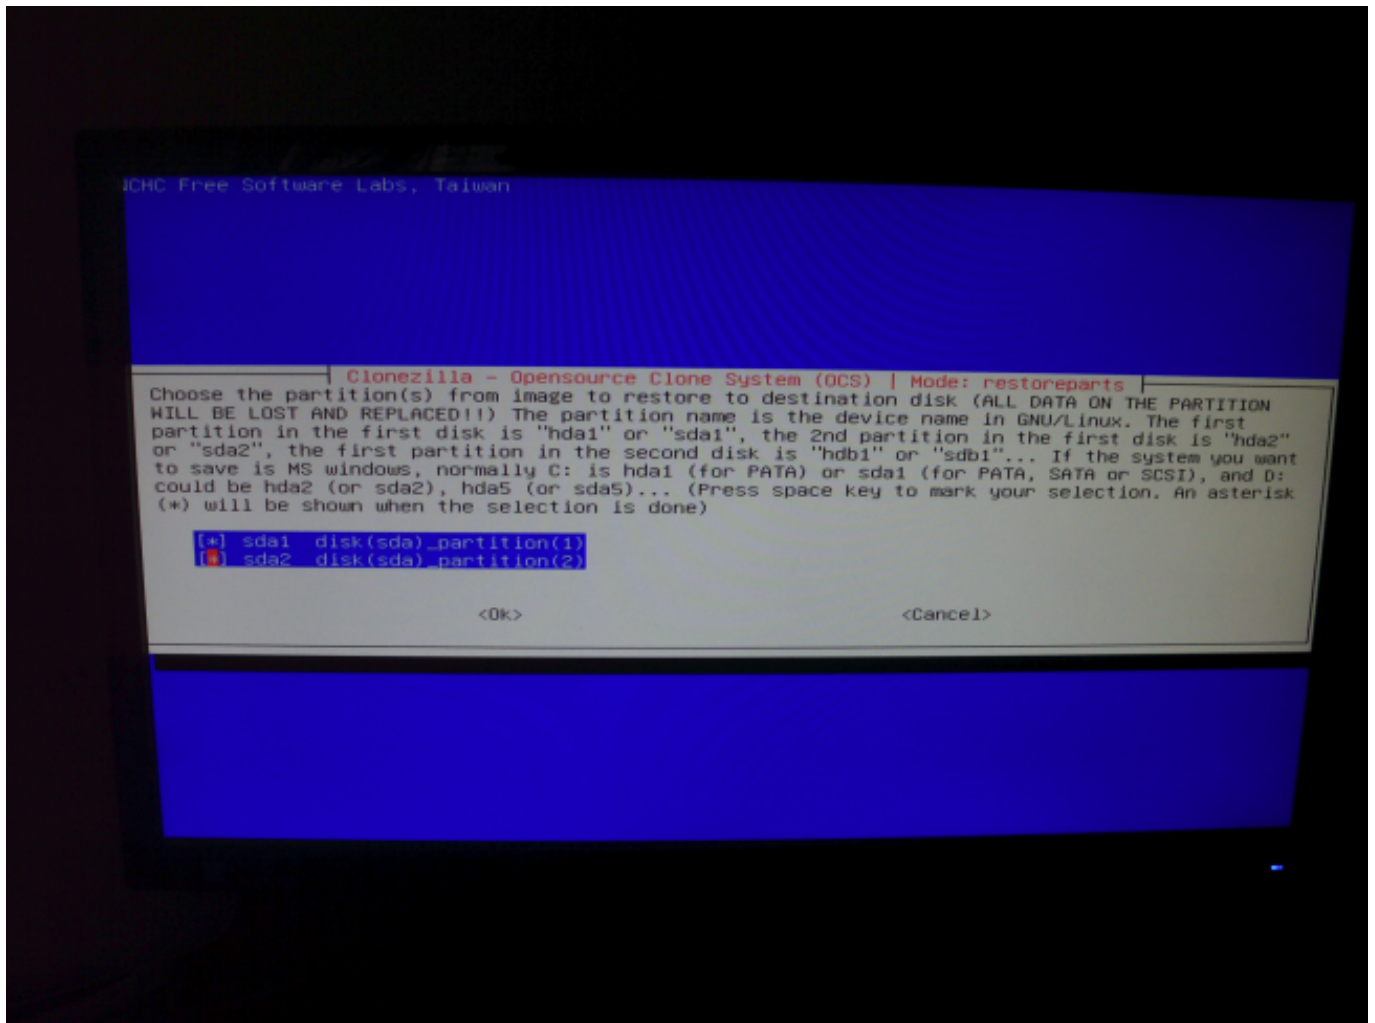 NCHC Free Software Labs, Taiwan
Clonezilla - Opensource Clone System (OCS) | Mode: restoreparts
Choose the partition(s) from image to restore to destination disk (ALL DATA ON THE PARTITION
WILL BE LOST AND REPLACED!!) The partition name is the device name in GNU/Linux. The first
partition in the first disk is "hda1" or "sda1", the 2nd partition in the first disk is "hda2"
or "sda2", the first partition in the second disk is "hdb1" or "sdb1"... If the system you want
to save is MS windows, normally C: is hda1 (for PATA) or sda1 (for PATA, SATA or SCSI), and D:
could be hda2 (or sda2), hda5 (or sda5)... (Press space key to mark your selection. An asterisk
(*) will be shown when the selection is done)
[*] sda1 disk(sda)_partition(1)
[*] sda2 disk(sda)_partition(2)
<Ok> <Cancel>